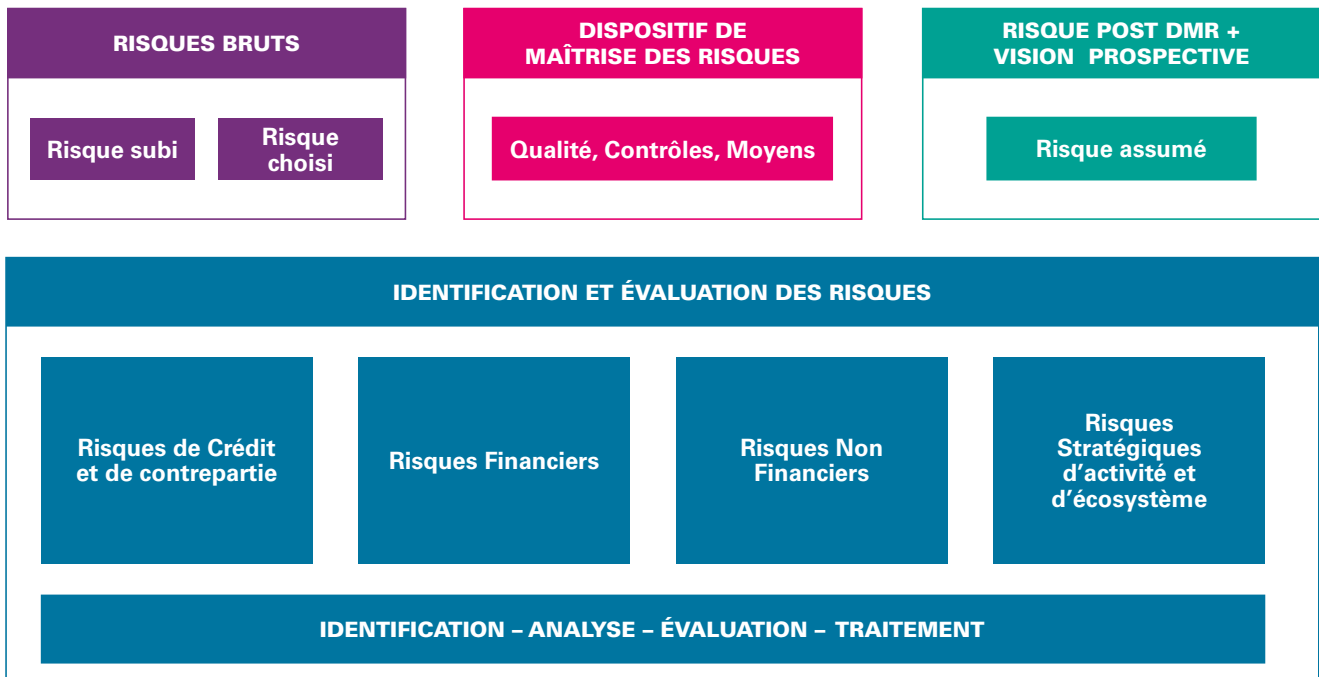 RISQUES BRUTS
Risque subi
Risque
choisi
DISPOSITIF DE
MAÎTRISE DES RISQUES
Qualité, Contrôles, Moyens
RISQUE POST DMR +
VISION PROSPECTIVE
Risque assumé
IDENTIFICATION ET ÉVALUATION DES RISQUES
Risques de Crédit
et de contrepartie
Risques Financiers
Risques Non
Financiers
Risques
Stratégiques
d’activité et
d’écosystème
IDENTIFICATION – ANALYSE – ÉVALUATION – TRAITEMENT